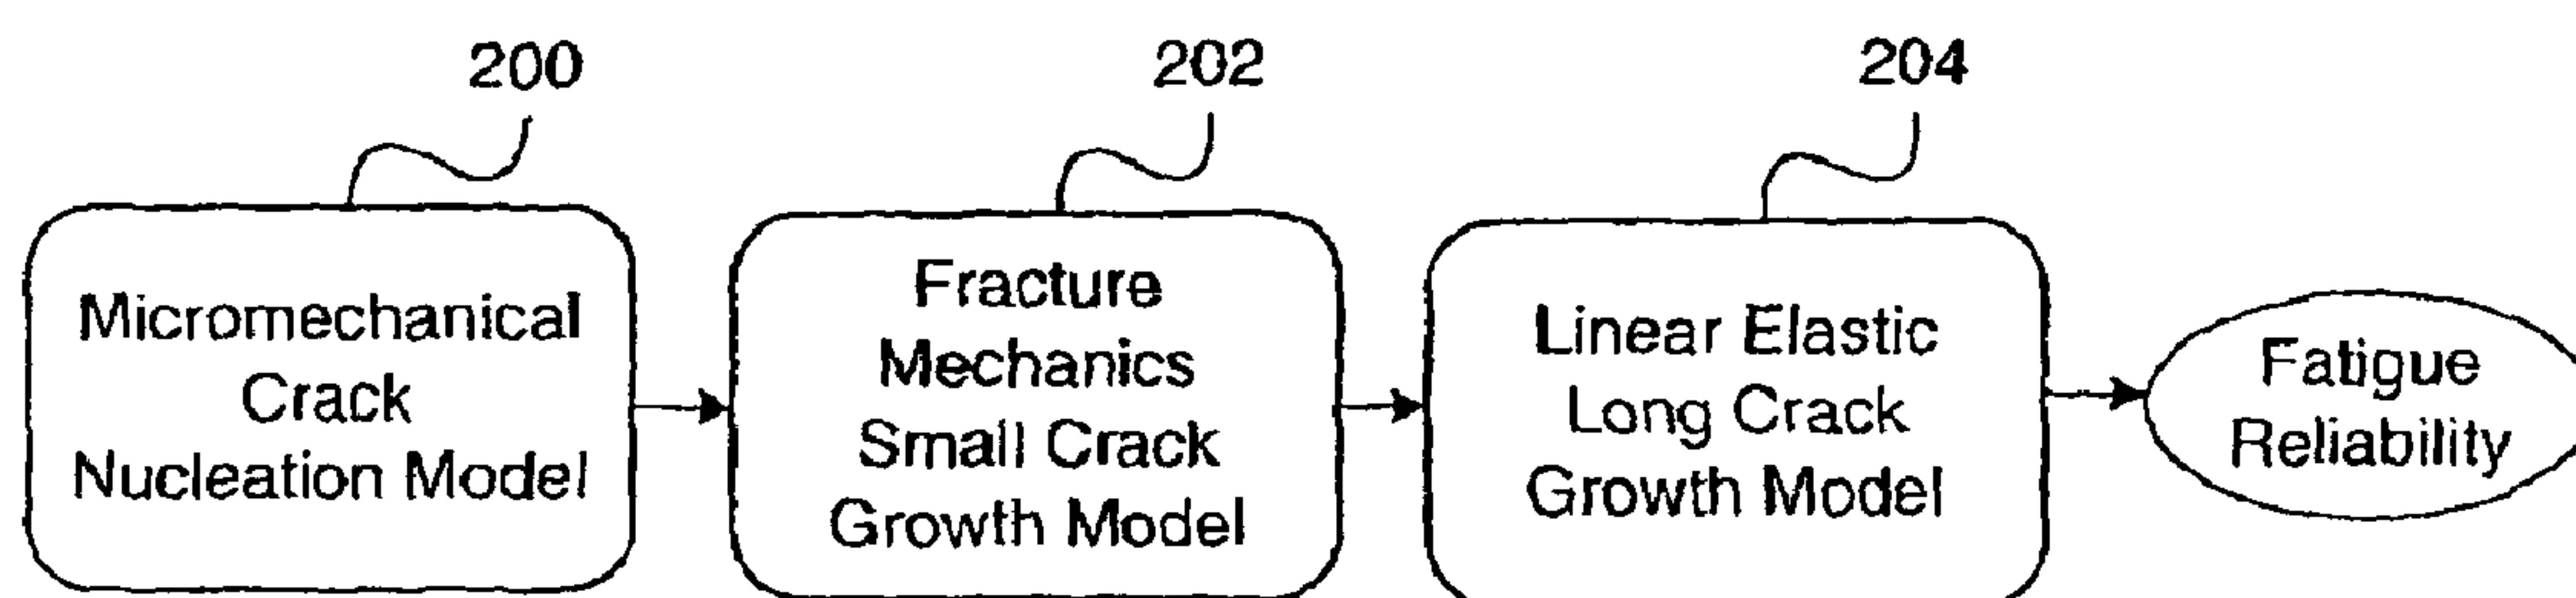 200
202
204
Micromechanical
Crack
Nucleation Model
Fracture
Mechanics
Small Crack
Growth Model
Linear Elastic
Long Crack
Growth Model
Fatigue
Reliability